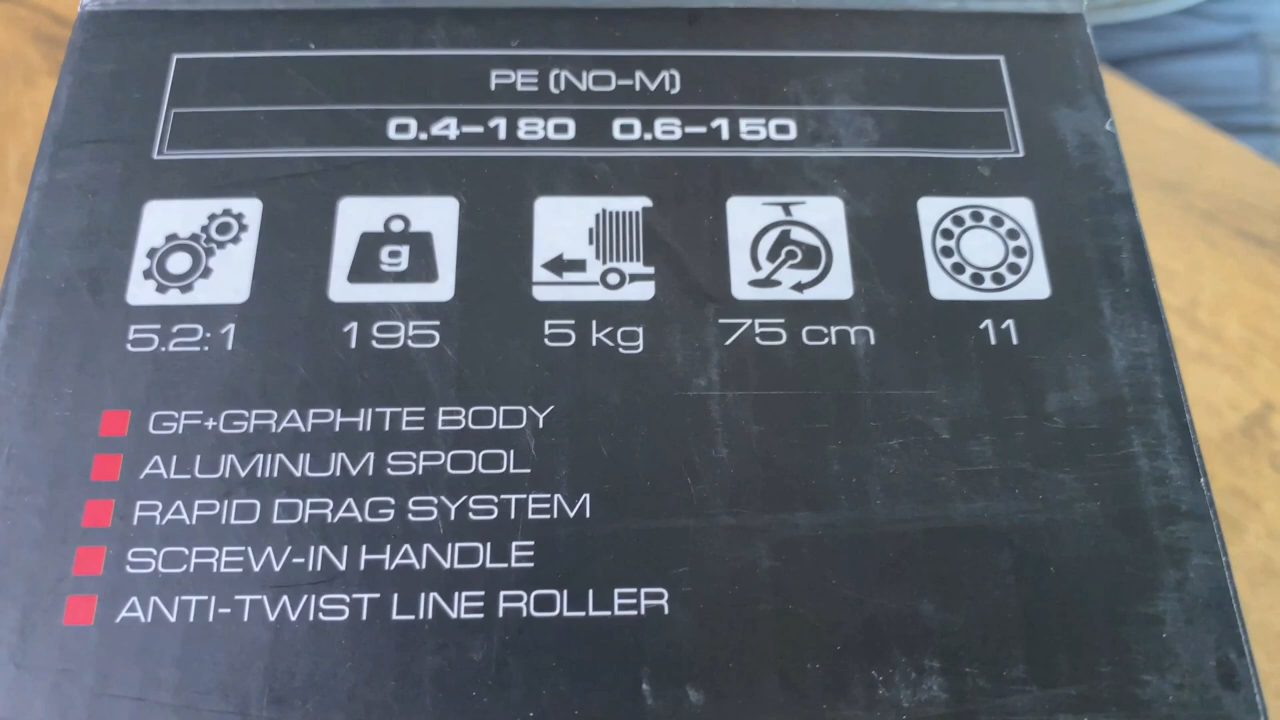 PE (NO-M)
0.4-180 0.6-150
g
5.2:1 195 5 kg 75 cm 11
GF+GRAPHITE BODY
ALUMINUM SPOOL
RAPID DRAG SYSTEM
SCREW-IN HANDLE
ANTI-TWIST LINE ROLLER